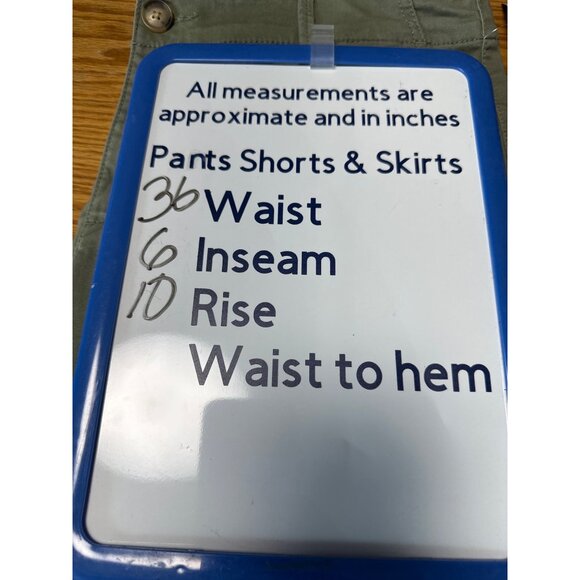 All measurements are
approximate and in inches
Pants Shorts & Skirts
36 Waist
6 Inseam
10 Rise
Waist to hem